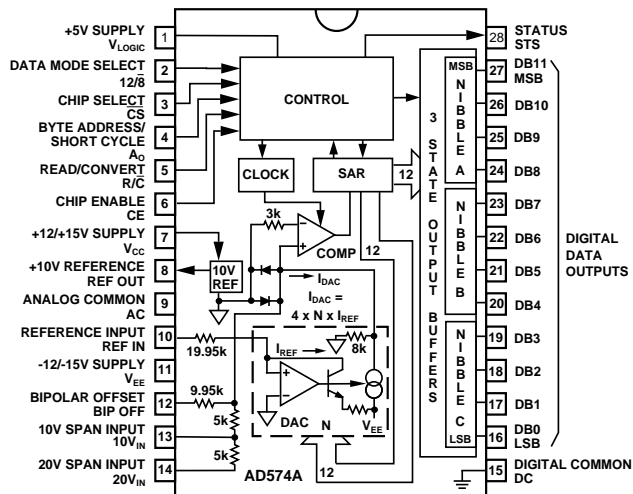 +5V SUPPLY
VLOGIC
1
DATA MODE SELECT
12/8̅
2
CHIP SELECT
C̅S̅
3
BYTE ADDRESS/
SHORT CYCLE
AO
4
READ/CONVERT
R/C̅
5
CHIP ENABLE
CE
6
+12/+15V SUPPLY
VCC
7
+10V REFERENCE
REF OUT
8
ANALOG COMMON
AC
9
REFERENCE INPUT
REF IN
10
-12/-15V SUPPLY
VEE
11
BIPOLAR OFFSET
BIP OFF
12
10V SPAN INPUT
10VIN
13
20V SPAN INPUT
20VIN
14
CONTROL
CLOCK
SAR
12
3k
COMP
12
10V
REF
IDAC
IDAC =
4 x N x IREF
19.95k
IREF
8k
9.95k
5k
5k
DAC
N
VEE
12
AD574A
3 STATE OUTPUT BUFFERS
MSB
NIBBLE A
NIBBLE B
NIBBLE C
LSB
28
STATUS
STS
27
DB11
MSB
26
DB10
25
DB9
24
DB8
23
DB7
22
DB6
21
DB5
20
DB4
19
DB3
18
DB2
17
DB1
16
DB0
LSB
15
DIGITAL COMMON
DC
DIGITAL
DATA
OUTPUTS